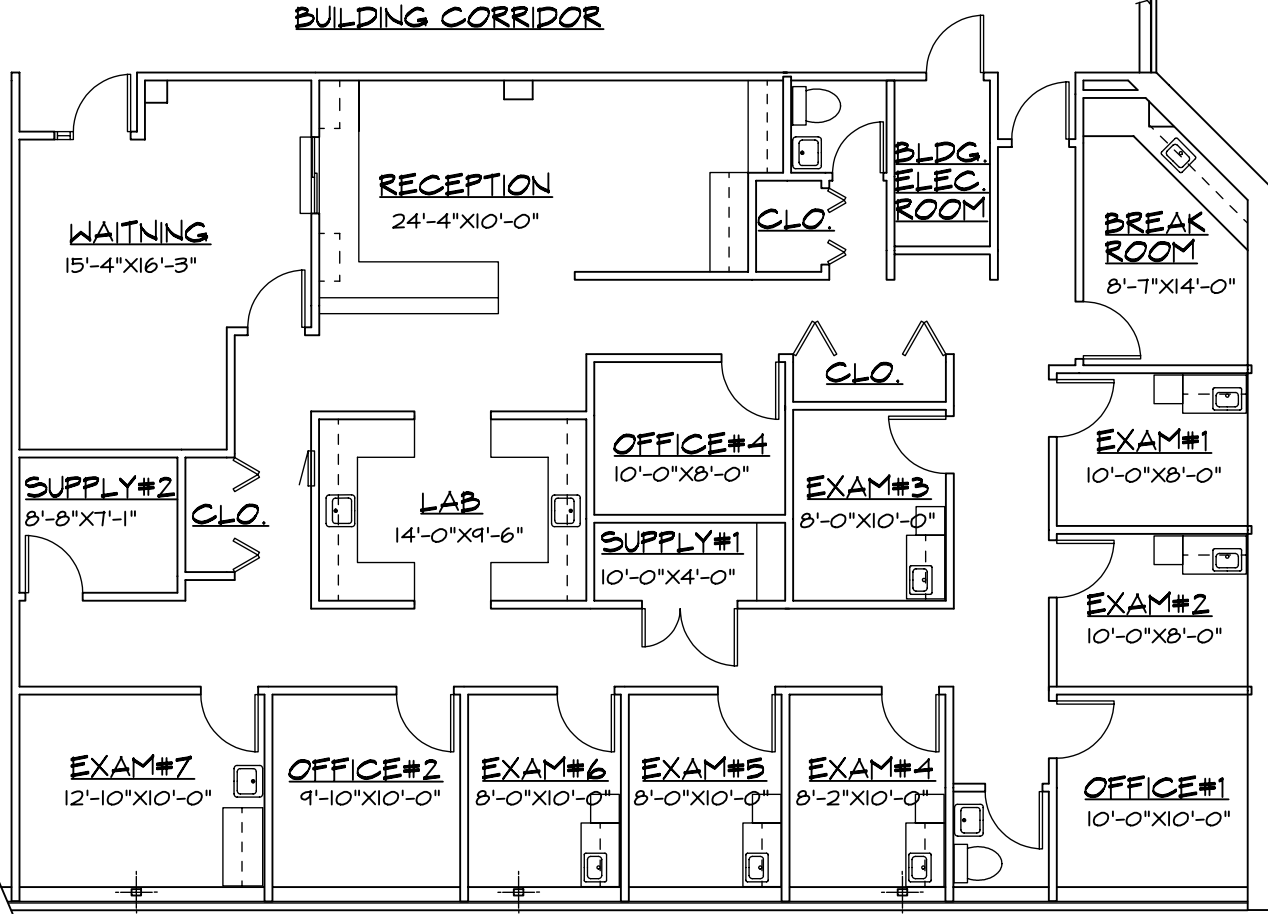 BUILDING CORRIDOR
WAITNING
15'-4"X16'-3"
RECEPTION
24'-4"X10'-0"
CLO.
BLDG.
ELEC.
ROOM
BREAK
ROOM
8'-7"X14'-0"
CLO.
SUPPLY#2
8'-8"X7'-1"
CLO.
LAB
14'-0"X9'-6"
OFFICE#4
10'-0"X8'-0"
SUPPLY#1
10'-0"X4'-0"
EXAM#3
8'-0"X10'-0"
EXAM#1
10'-0"X8'-0"
EXAM#2
10'-0"X8'-0"
EXAM#7
12'-10"X10'-0"
OFFICE#2
9'-10"X10'-0"
EXAM#6
8'-0"X10'-0"
EXAM#5
8'-0"X10'-0"
EXAM#4
8'-2"X10'-0"
OFFICE#1
10'-0"X10'-0"